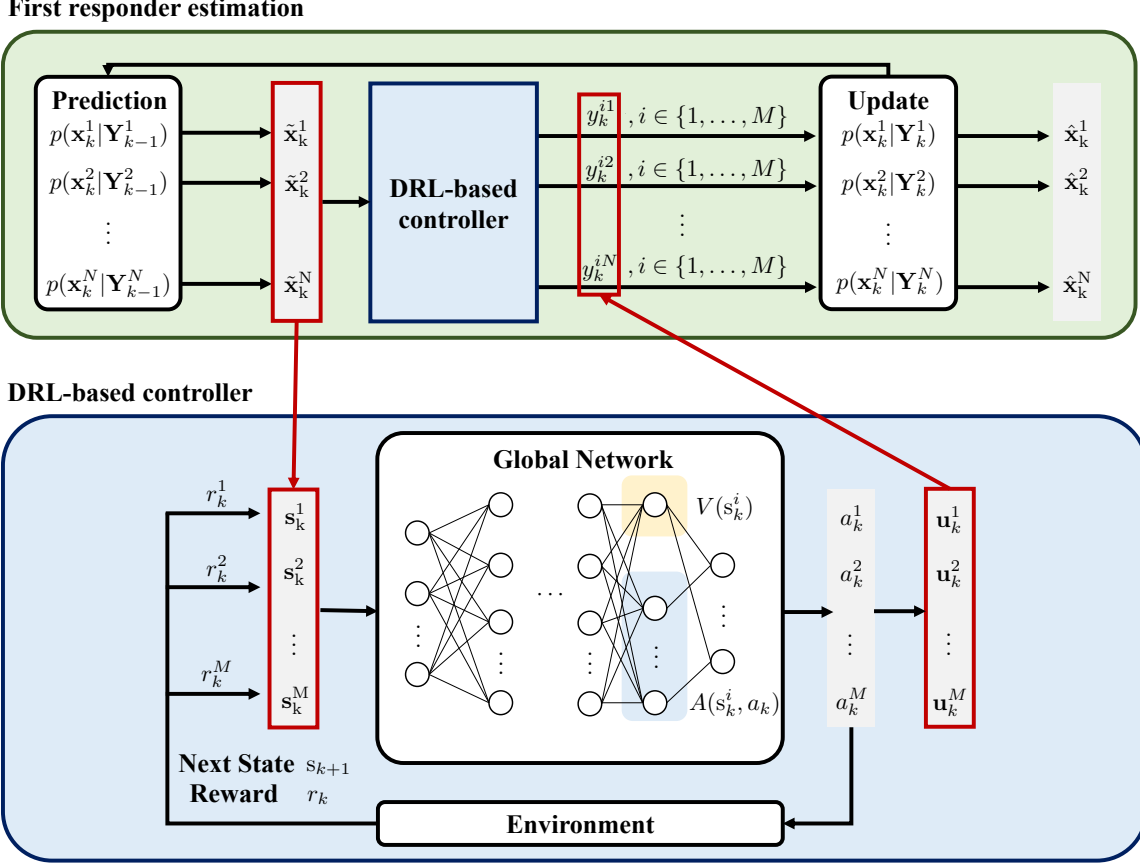 First responder estimation
Prediction
p(𝐱_k^1|𝐘_{k-1}^1)
p(𝐱_k^2|𝐘_{k-1}^2)
⋮
p(𝐱_k^N|𝐘_{k-1}^N)
x̃_k^1
x̃_k^2
x̃_k^N
DRL-based
controller
y_k^{i1}, i ∈ {1, . . . , M}
y_k^{i2}, i ∈ {1, . . . , M}
⋮
y_k^{iN}, i ∈ {1, . . . , M}
Update
p(𝐱_k^1|𝐘_k^1)
p(𝐱_k^2|𝐘_k^2)
⋮
p(𝐱_k^N|𝐘_k^N)
x̂_k^1
x̂_k^2
x̂_k^N
DRL-based controller
r_k^1
r_k^2
r_k^M
𝐬_k^1
𝐬_k^2
⋮
𝐬_k^M
Global Network
· · ·
V(s_k^i)
A(s_k^i, a_k)
a_k^1
a_k^2
⋮
a_k^M
𝐮_k^1
𝐮_k^2
⋮
𝐮_k^M
Next State s_{k+1}
Reward r_k
Environment